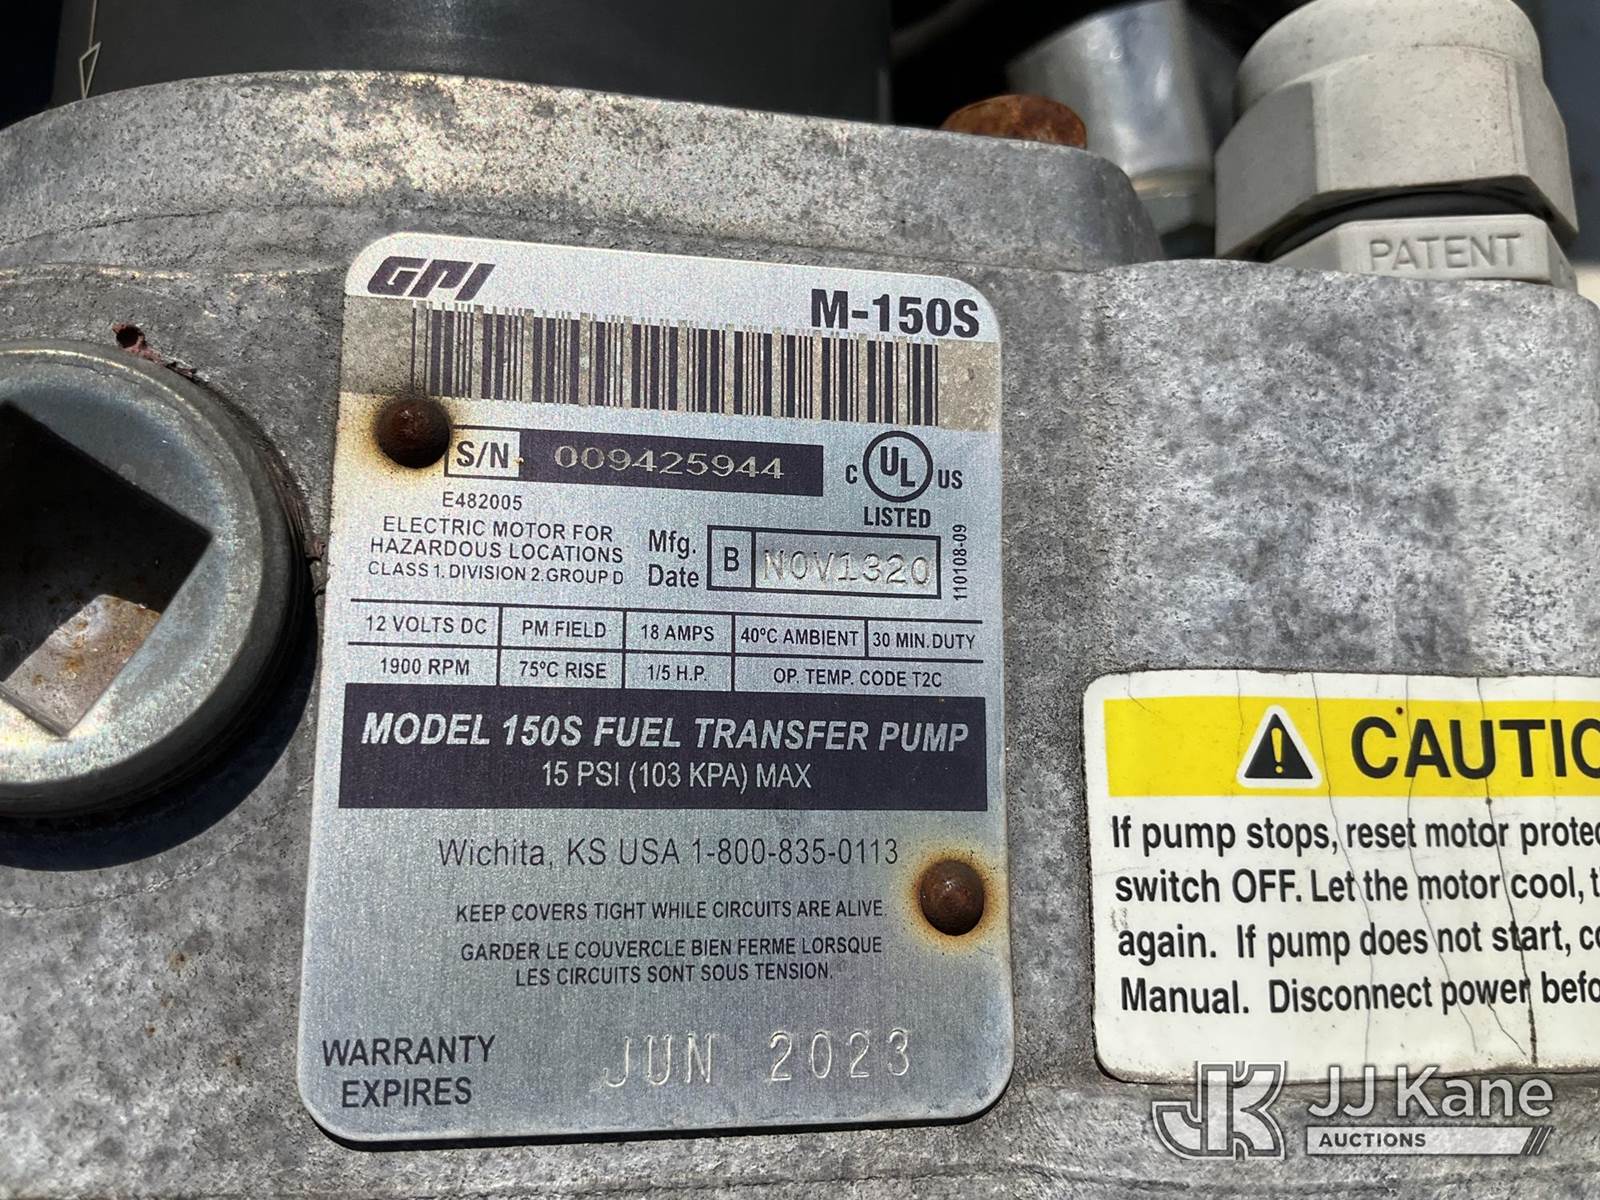 PATENT
GPI
M-150S
S/N 009425944
C UL US
LISTED
E482005
ELECTRIC MOTOR FOR
HAZARDOUS LOCATIONS
CLASS 1. DIVISION 2. GROUP D
Mfg.
Date
B NOV1320
110108-09
12 VOLTS DC PM FIELD 18 AMPS 40ºC AMBIENT 30 MIN. DUTY
1900 RPM 75ºC RISE 1/5 H.P. OP. TEMP. CODE T2C
MODEL 150S FUEL TRANSFER PUMP
15 PSI (103 KPA) MAX
Wichita, KS USA 1-800-835-0113
KEEP COVERS TIGHT WHILE CIRCUITS ARE ALIVE.
GARDER LE COUVERCLE BIEN FERME LORSQUE
LES CIRCUITS SONT SOUS TENSION.
WARRANTY
EXPIRES
JUN 2023
CAUTIO
If pump stops, reset motor protec
switch OFF. Let the motor cool, t
again. If pump does not start, co
Manual. Disconnect power befo
JK JJ Kane
AUCTIONS